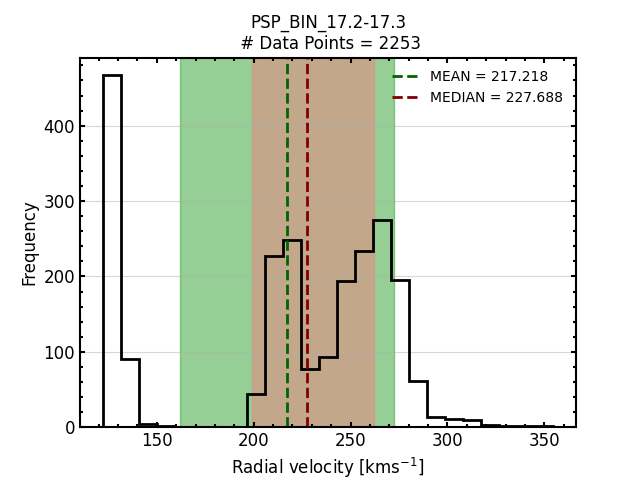 PSP_BIN_17.2-17.3
# Data Points = 2253
MEAN = 217.218
MEDIAN = 227.688
Frequency
400
300
200
100
0
150 200 250 300 350
Radial velocity [kms⁻¹]